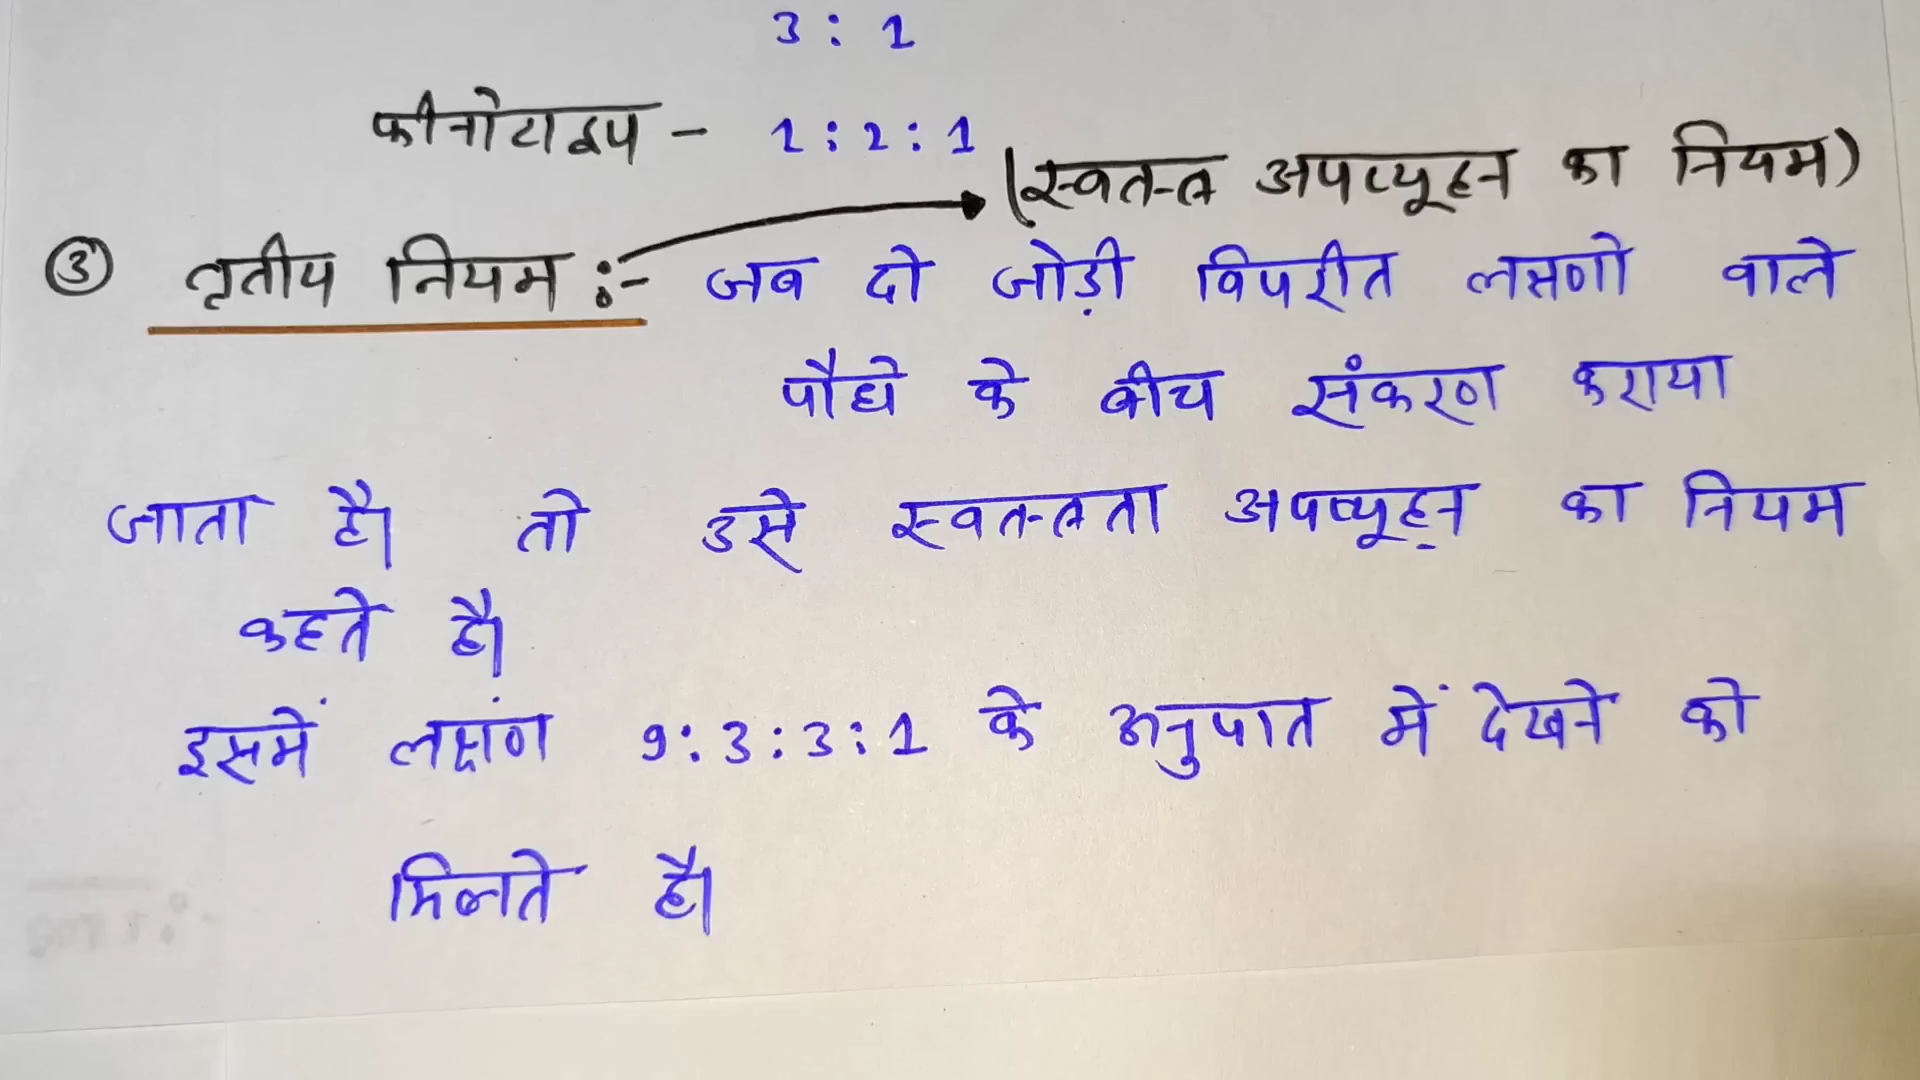 3 : 1
फीनोटाइप - 1 : 2 : 1
(स्वतन्त्र अपव्यूहन का नियम)
③ तृतीय नियम :- जब दो जोड़ी विपरीत लक्षणो वाले
पौधे के बीच संकरण कराया
जाता है। तो उसे स्वतन्त्रता अपव्यूहन का नियम
कहते है।
इसमें लक्षंण 9 : 3 : 3 : 1 के अनुपात में देखने को
मिलते है।